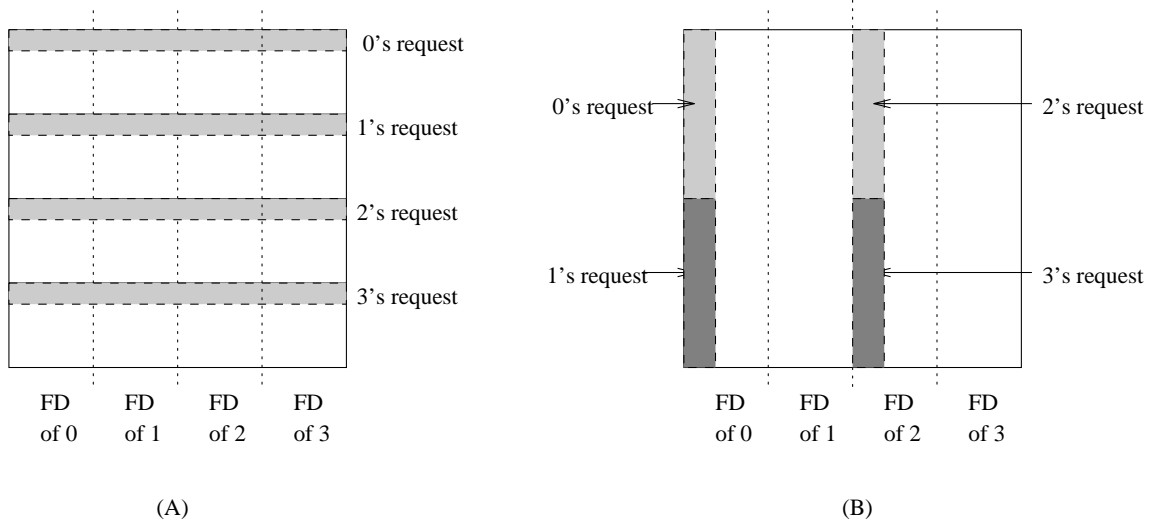 0's request
1's request
2's request
3's request
FD FD FD FD
of 0 of 1 of 2 of 3
(A)
0's request 2's request
1's request 3's request
FD FD FD FD
of 0 of 1 of 2 of 3
(B)